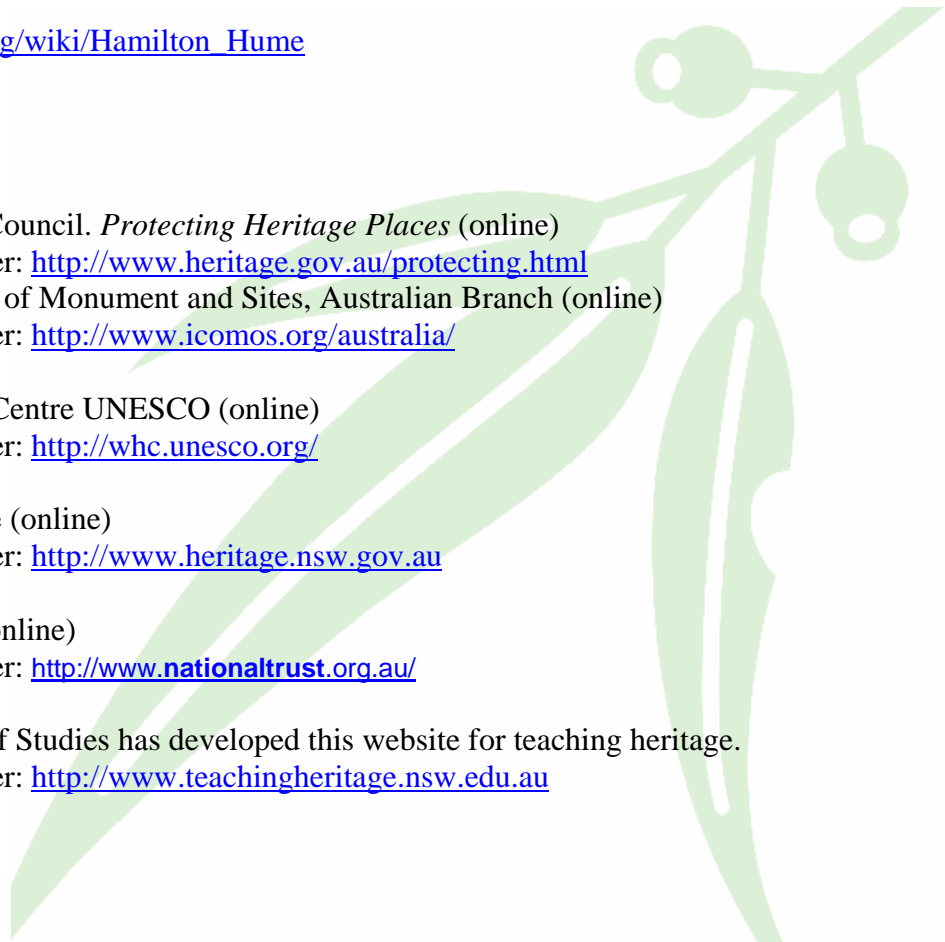 g/wiki/Hamilton_Hume
Council. Protecting Heritage Places (online)
er: http://www.heritage.gov.au/protecting.html
of Monument and Sites, Australian Branch (online)
er: http://www.icomos.org/australia/
Centre UNESCO (online)
er: http://whc.unesco.org/
(online)
er: http://www.heritage.nsw.gov.au
nline)
er: http://www.nationaltrust.org.au/
f Studies has developed this website for teaching heritage.
er: http://www.teachingheritage.nsw.edu.au